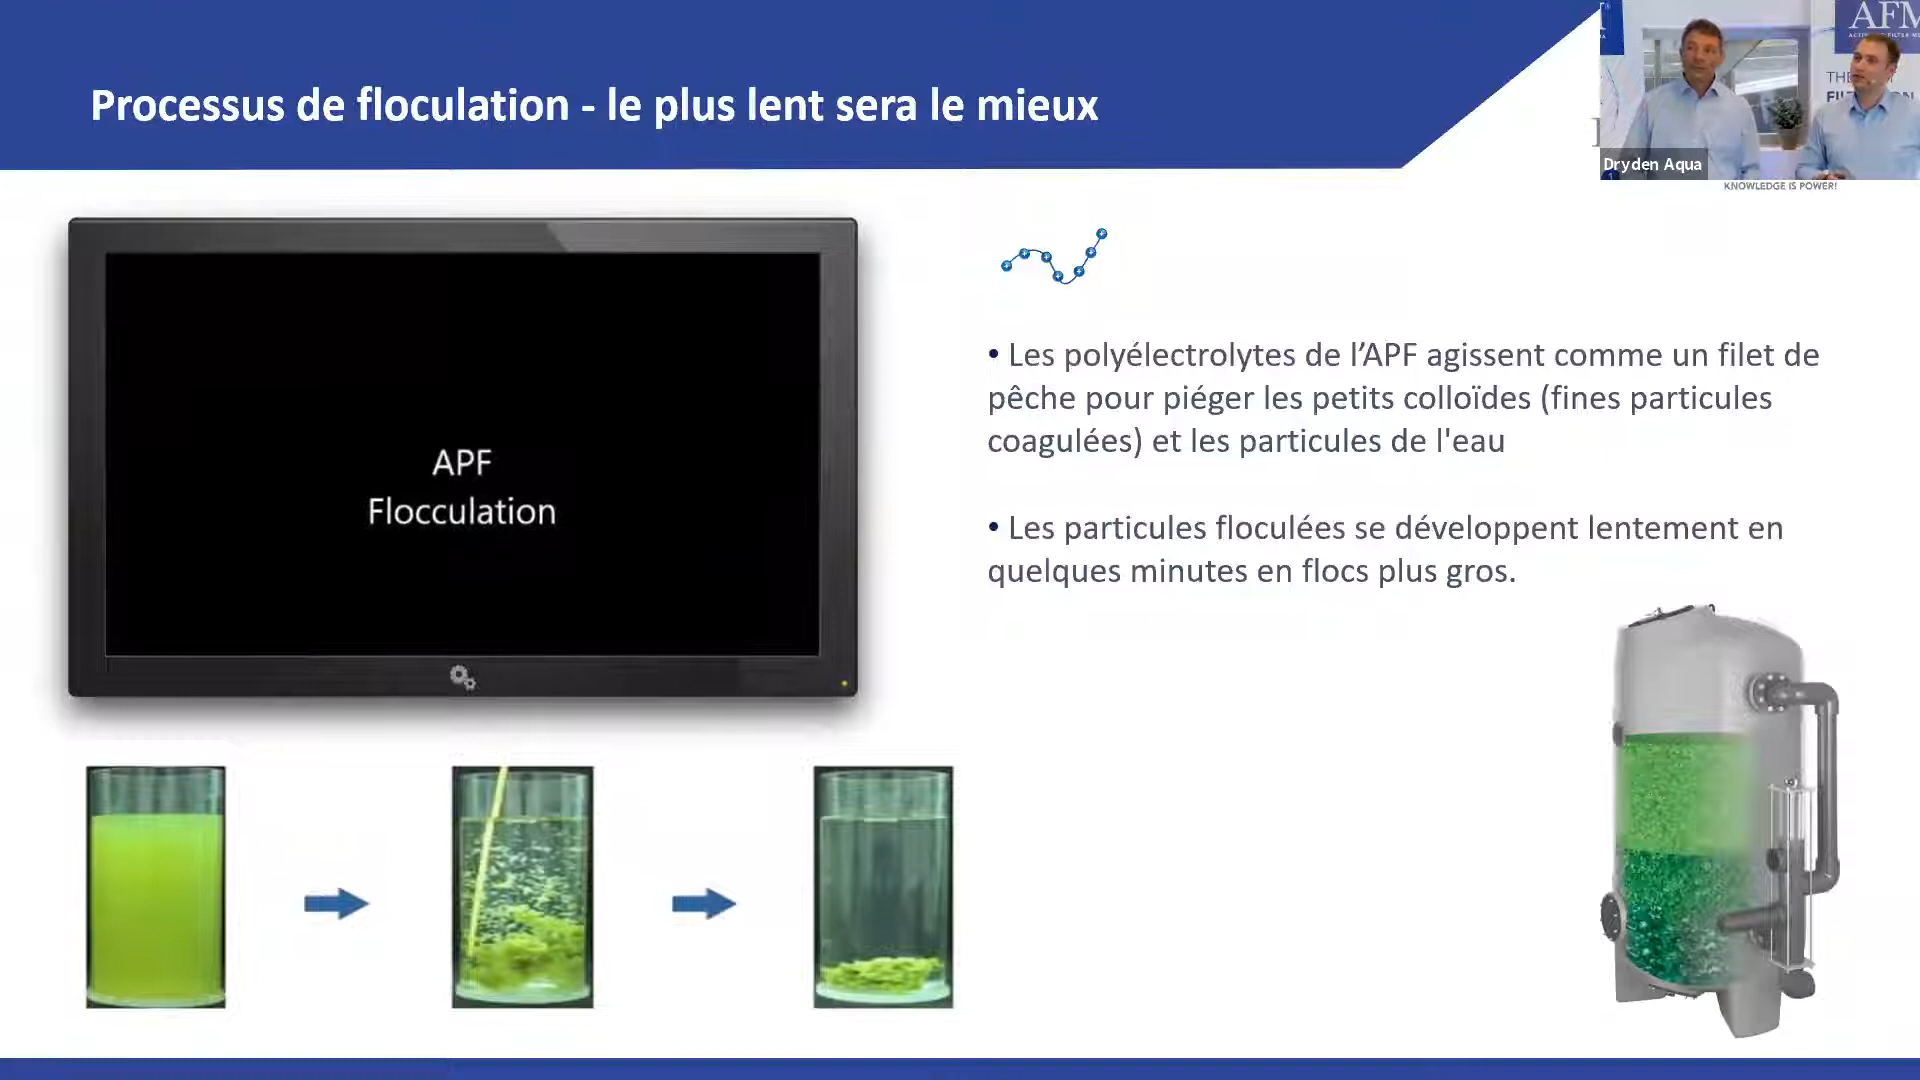 Processus de floculation - le plus lent sera le mieux
AFM
Dryden Aqua
KNOWLEDGE IS POWER!
APF
Flocculation
• Les polyélectrolytes de l’APF agissent comme un filet de
pêche pour piéger les petits colloïdes (fines particules
coagulées) et les particules de l'eau
• Les particules floculées se développent lentement en
quelques minutes en flocs plus gros.